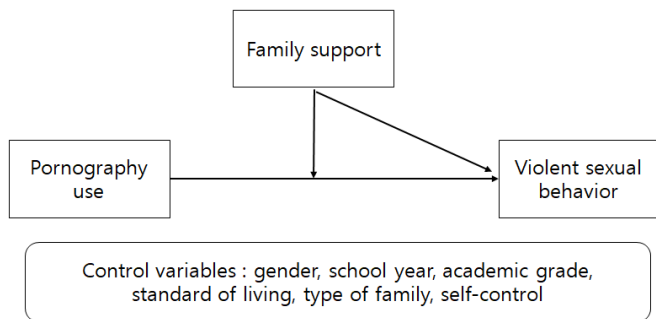 Family support
Pornography
use
Violent sexual
behavior
Control variables : gender, school year, academic grade,
standard of living, type of family, self-control